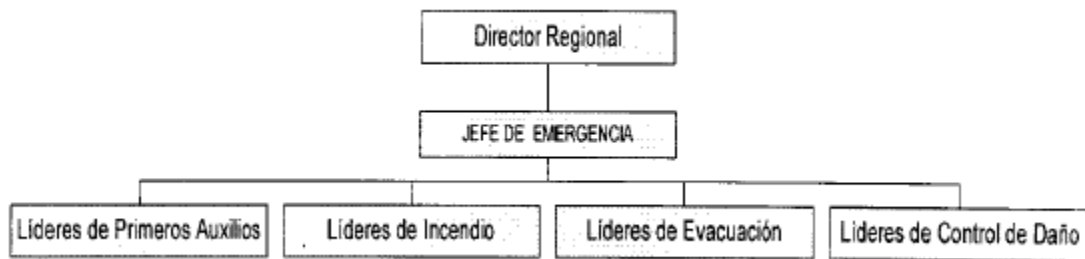 Director Regional
JEFE DE EMERGENCIA
Líderes de Primeros Auxilios
Líderes de Incendio
Líderes de Evacuación
Líderes de Control de Daño